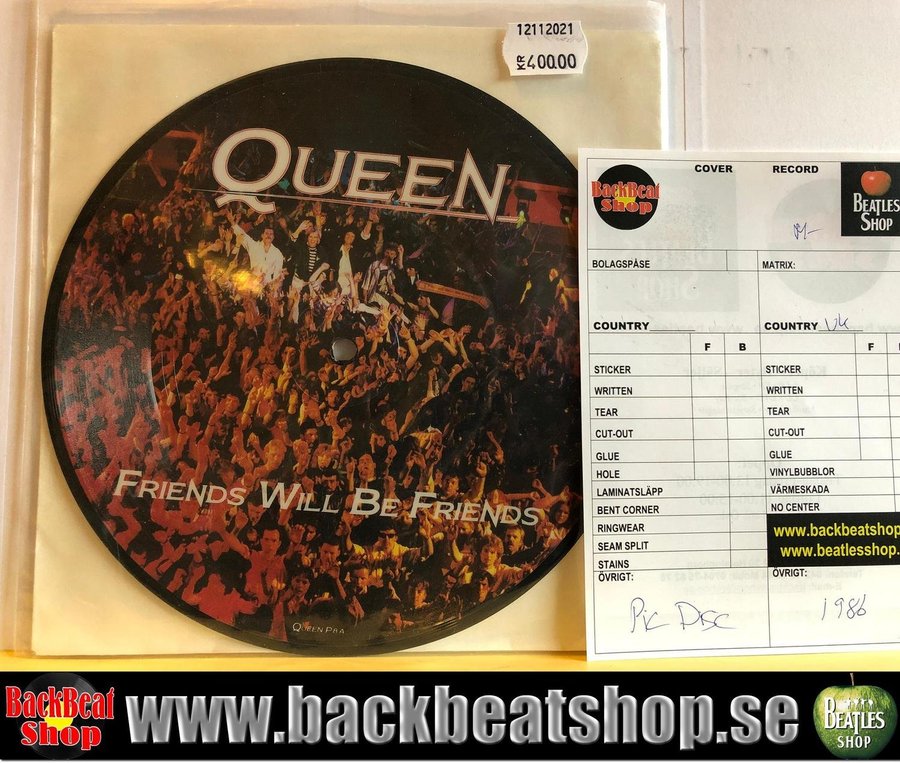 12112021
KR 400.00
QUEEN
FRIENDS WILL BE FRIENDS
QUEEN P8A
COVER RECORD
BackBeat
Shop
BEATLES
SHOP
M-
BOLAGSPÅSE MATRIX:
COUNTRY COUNTRY UK
F B F
STICKER STICKER
WRITTEN WRITTEN
TEAR TEAR
CUT-OUT CUT-OUT
GLUE GLUE
HOLE VINYLBUBBLOR
LAMINATSLÄPP VÄRMESKADA
BENT CORNER NO CENTER
RINGWEAR www.backbeatshop.
SEAM SPLIT www.beatlesshop.
STAINS
ÖVRIGT: ÖVRIGT:
Pic Disc 1986
BackBeat
Shop
www.backbeatshop.se
BEATLES
SHOP